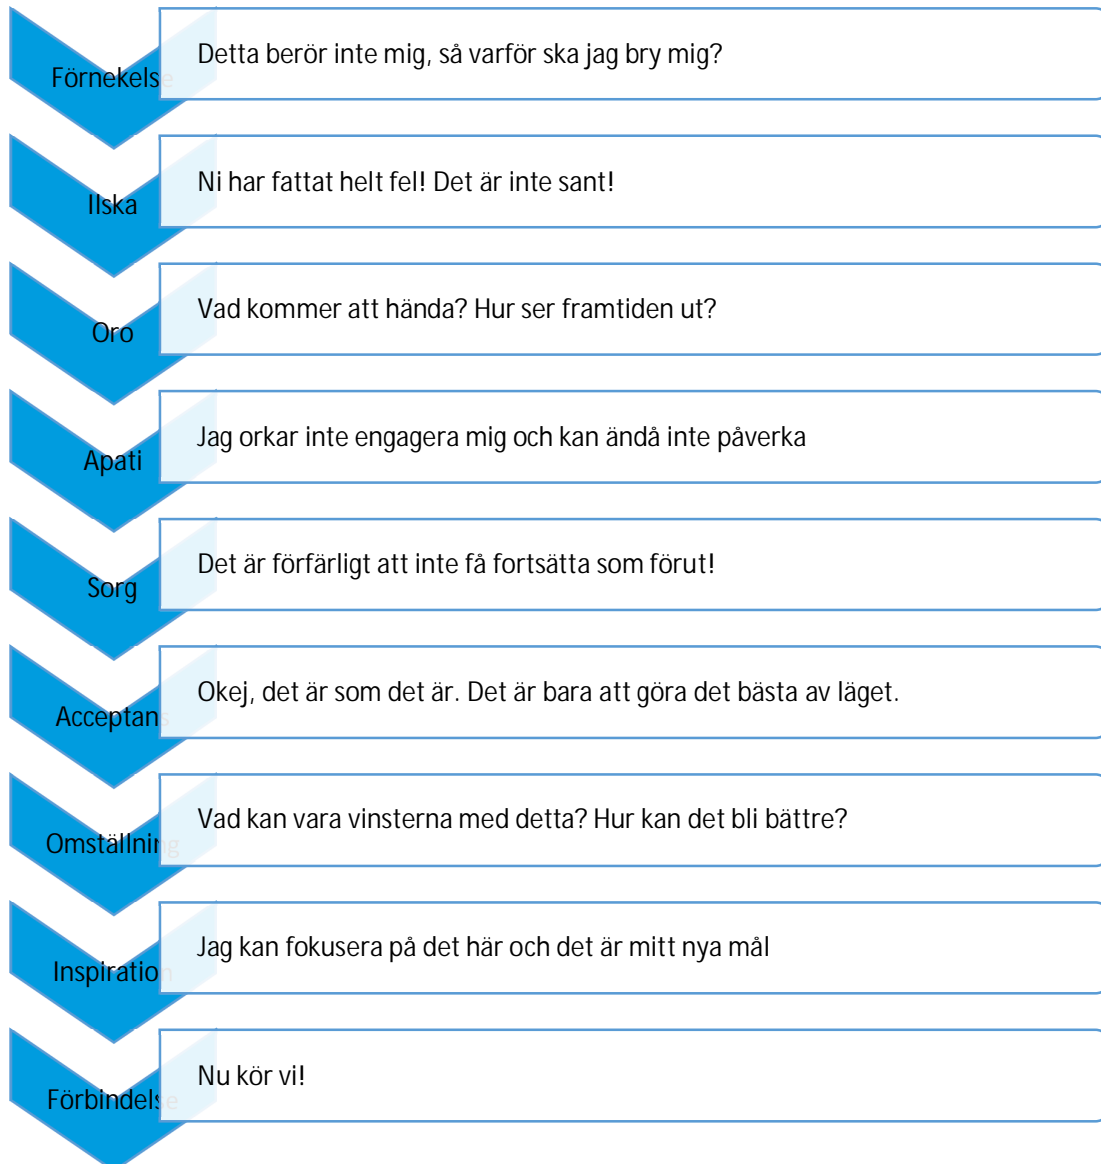 Förnekelse
Detta berör inte mig, så varför ska jag bry mig?
Ilska
Ni har fattat helt fel! Det är inte sant!
Oro
Vad kommer att hända? Hur ser framtiden ut?
Apati
Jag orkar inte engagera mig och kan ändå inte påverka
Sorg
Det är förfärligt att inte få fortsätta som förut!
Acceptans
Okej, det är som det är. Det är bara att göra det bästa av läget.
Omställning
Vad kan vara vinsterna med detta? Hur kan det bli bättre?
Inspiration
Jag kan fokusera på det här och det är mitt nya mål
Förbindelse
Nu kör vi!